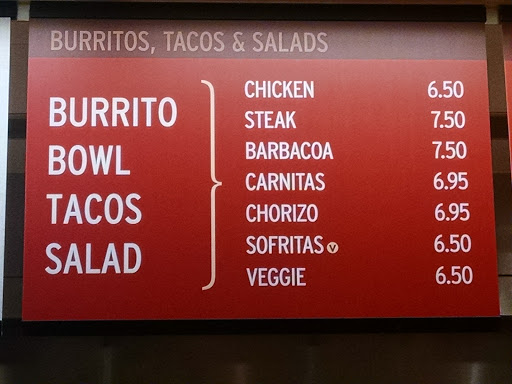 BURRITOS, TACOS & SALADS
BURRITO
BOWL
TACOS
SALAD
CHICKEN 6.50
STEAK 7.50
BARBACOA 7.50
CARNITAS 6.95
CHORIZO 6.95
SOFRITAS V 6.50
VEGGIE 6.50